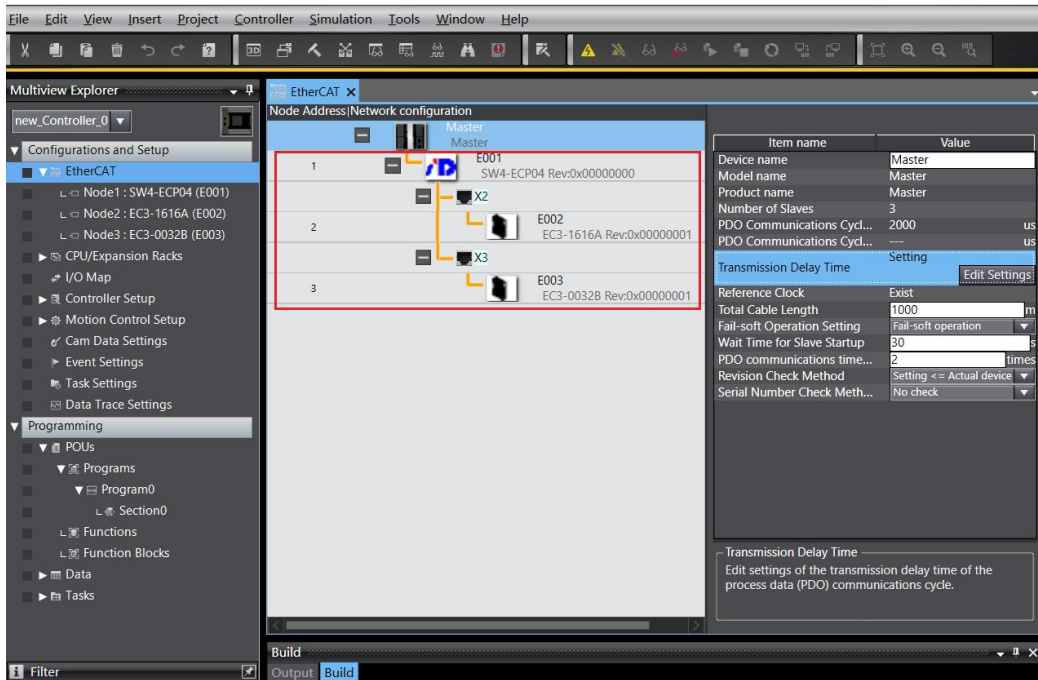 File Edit View Insert Project Controller Simulation Tools Window Help
Multiview Explorer
new_Controller_0
Configurations and Setup
EtherCAT
Node1 : SW4-ECP04 (E001)
Node2 : EC3-1616A (E002)
Node3 : EC3-0032B (E003)
CPU/Expansion Racks
I/O Map
Controller Setup
Motion Control Setup
Cam Data Settings
Event Settings
Task Settings
Data Trace Settings
Programming
POUs
Programs
Program0
Section0
Functions
Function Blocks
Data
Tasks
Filter
EtherCAT
Node Address|Network configuration
Master
Master
1
E001
SW4-ECP04 Rev:0x00000000
X2
2
E002
EC3-1616A Rev:0x00000001
X3
3
E003
EC3-0032B Rev:0x00000001
Item name Value
Device name Master
Model name Master
Product name Master
Number of Slaves 3
PDO Communications Cycl... 2000 us
PDO Communications Cycl... --- us
Transmission Delay Time Setting
Edit Settings
Reference Clock Exist
Total Cable Length 1000 m
Fail-soft Operation Setting Fail-soft operation
Wait Time for Slave Startup 30 s
PDO communications time... 2 times
Revision Check Method Setting <= Actual device
Serial Number Check Meth... No check
Transmission Delay Time
Edit settings of the transmission delay time of the
process data (PDO) communications cycle.
Build
Output Build